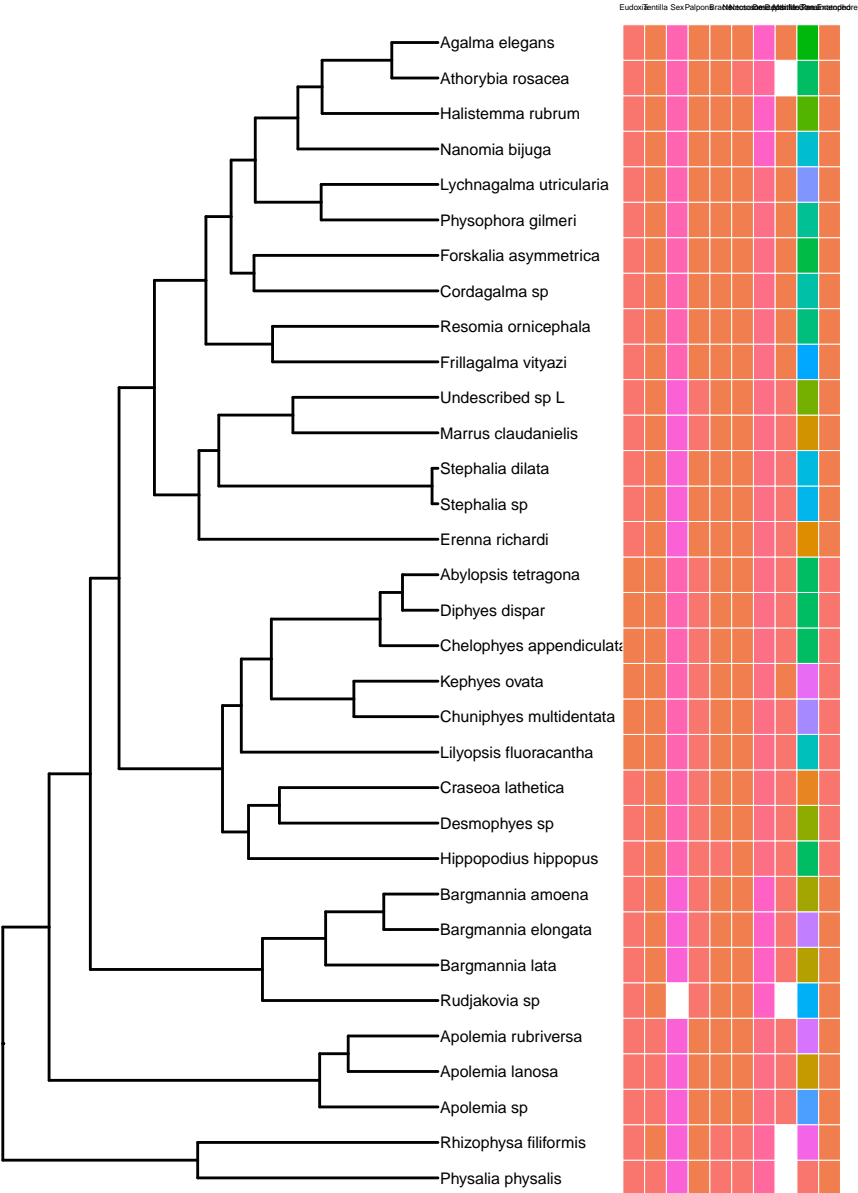 Eudoxia Tentilla Sex Palpons
Agalma elegans
Athorybia rosacea
Halistemma rubrum
Nanomia bijuga
Lychnagalma utricularia
Physophora gilmeri
Forskalia asymmetrica
Cordagalma sp
Resomia ornicephala
Frillagalma vityazi
Undescribed sp L
Marrus claudanielis
Stephalia dilata
Stephalia sp
Erenna richardi
Abylopsis tetragona
Diphyes dispar
Chelophyes appendiculata
Kephyes ovata
Chuniphyes multidentata
Lilyopsis fluoracantha
Craseoa lathetica
Desmophyes sp
Hippopodius hippopus
Bargmannia amoena
Bargmannia elongata
Bargmannia lata
Rudjakovia sp
Apolemia rubriversa
Apolemia lanosa
Apolemia sp
Rhizophysa filiformis
Physalia physalis